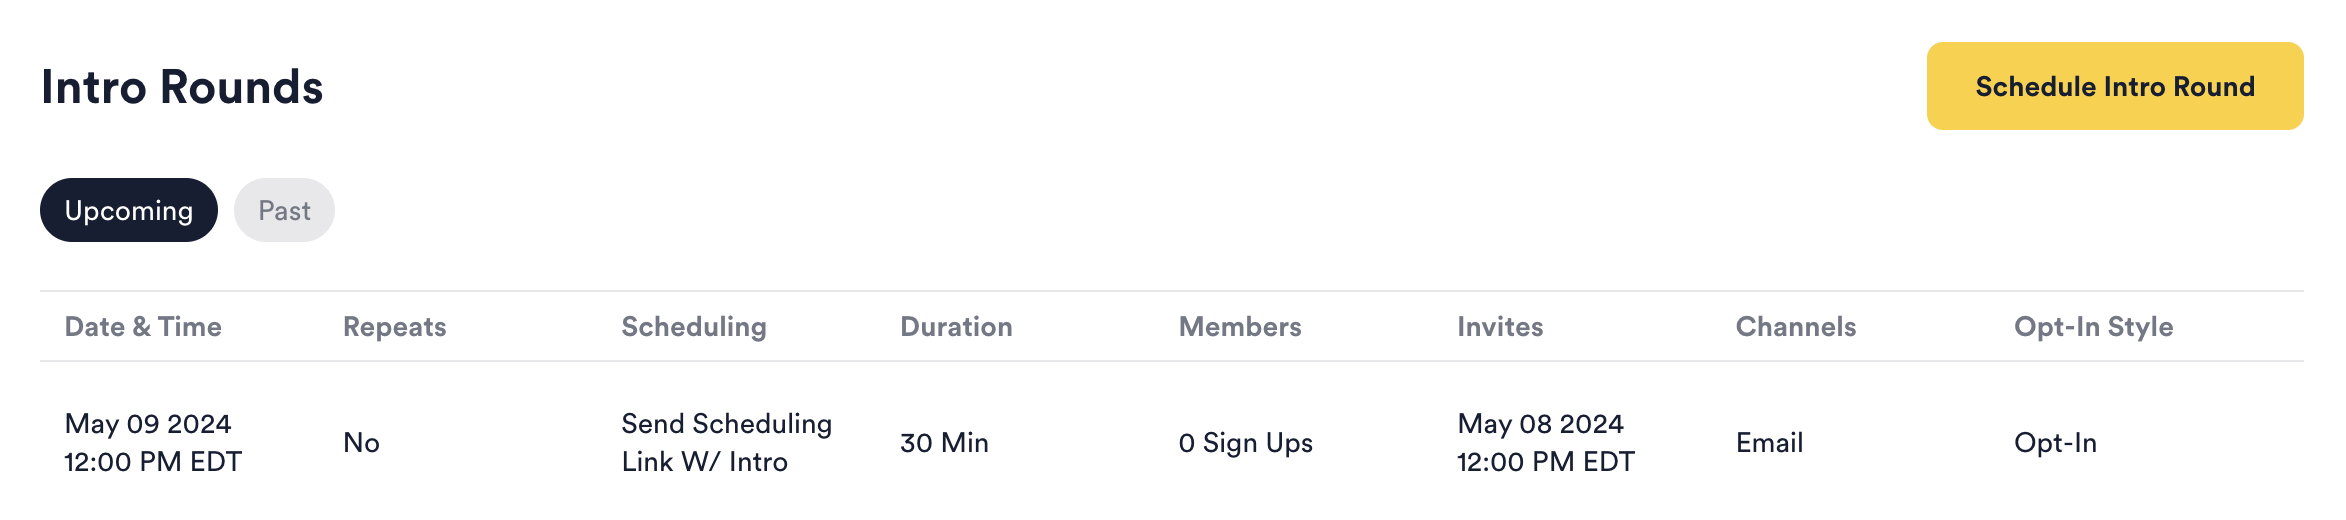 Intro Rounds
Schedule Intro Round
Upcoming
Past
Date & Time
Repeats
Scheduling
Duration
Members
Invites
Channels
Opt-In Style
May 09 2024
12:00 PM EDT
No
Send Scheduling
Link W/ Intro
30 Min
0 Sign Ups
May 08 2024
12:00 PM EDT
Email
Opt-In